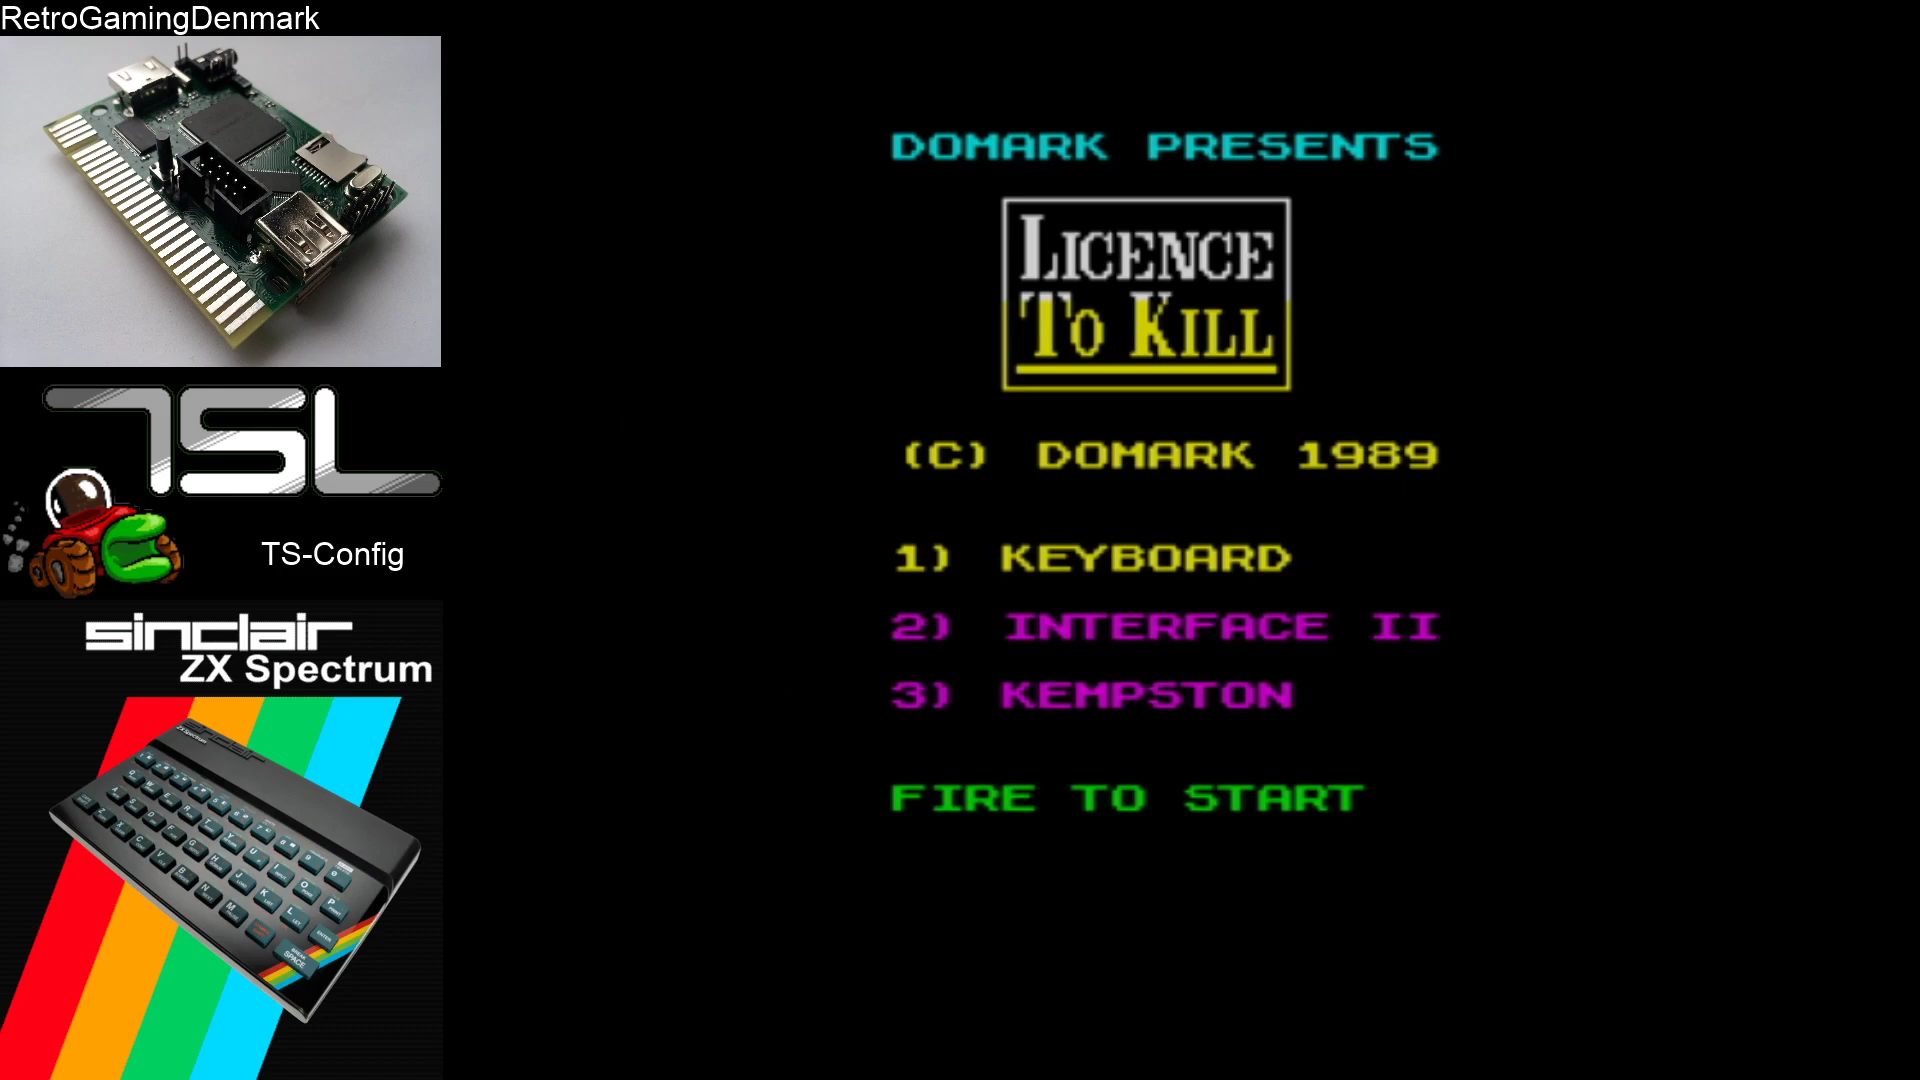 RetroGamingDenmark
TSL
TS-Config
sinclair
ZX Spectrum
DOMARK PRESENTS
LICENCE
TO KILL
(C) DOMARK 1989
1) KEYBOARD
2) INTERFACE II
3) KEMPSTON
FIRE TO START